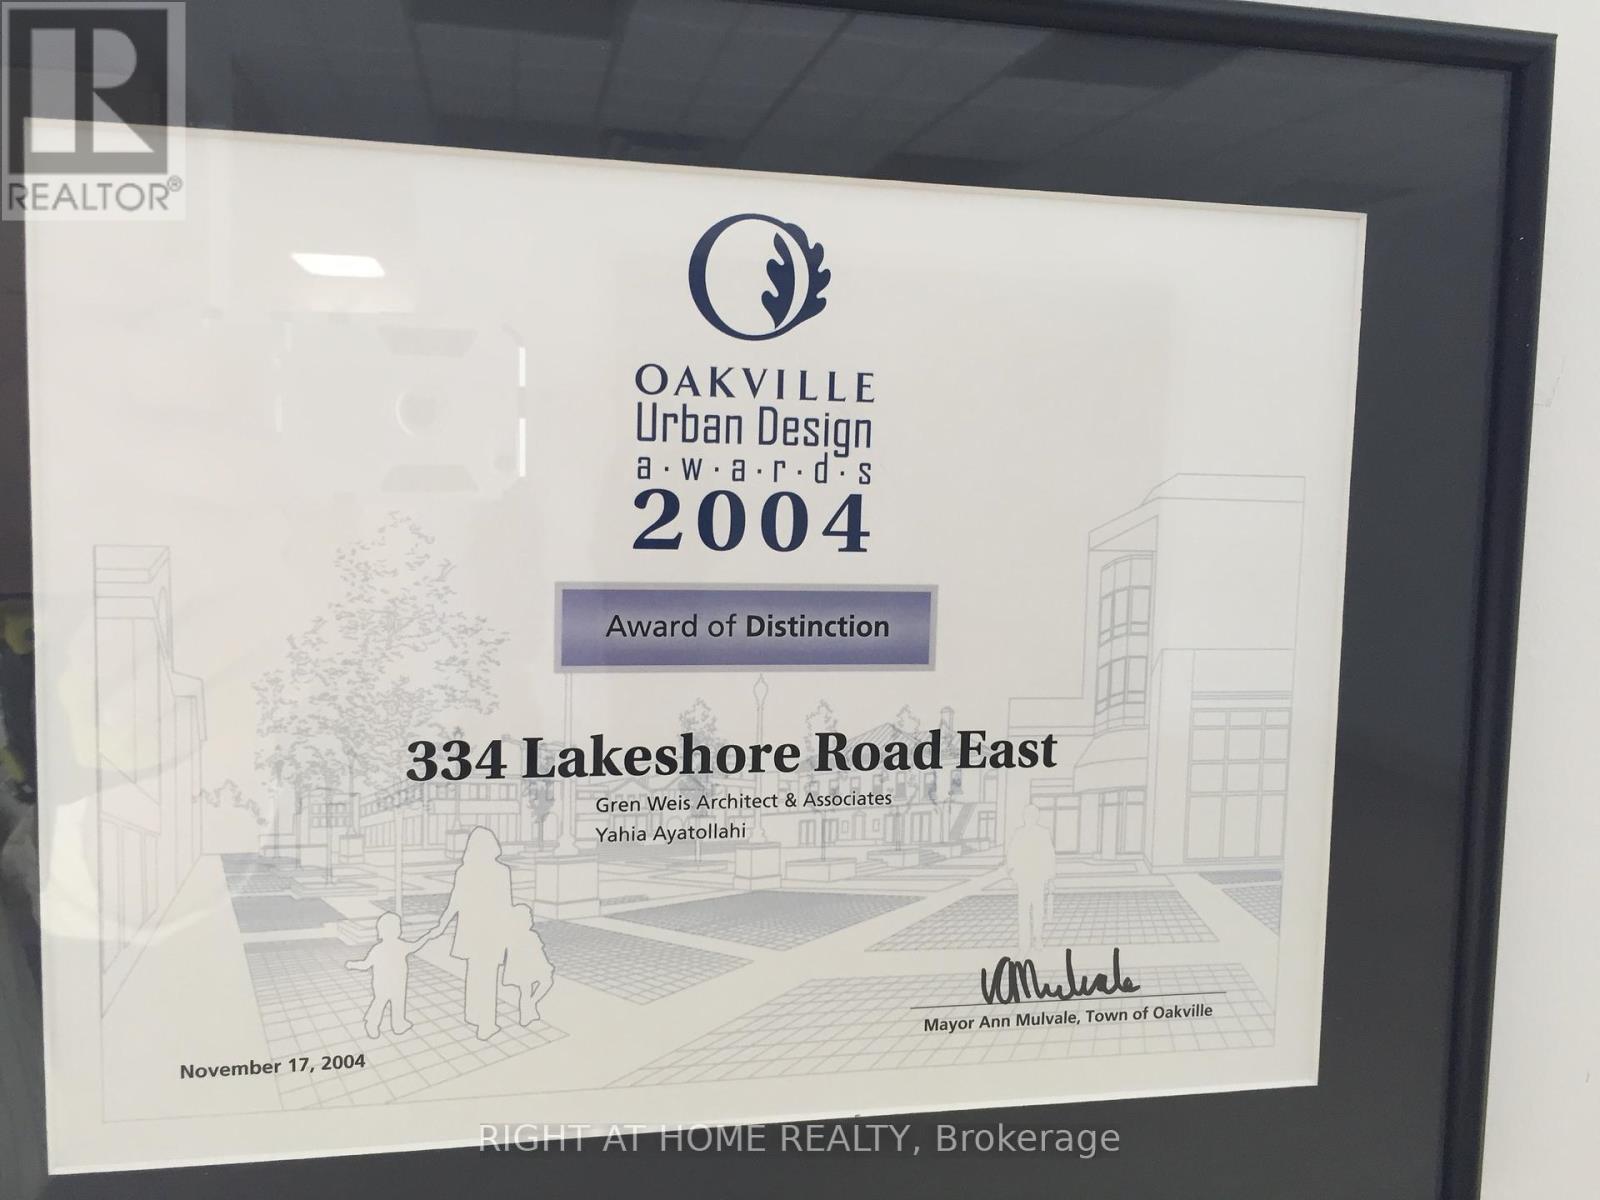 REALTOR®
OAKVILLE
Urban Design
a·w·a·r·d·s
2004
Award of Distinction
334 Lakeshore Road East
Gren Weis Architect & Associates
Yahia Ayatollahi
Mayor Ann Mulvale, Town of Oakville
November 17, 2004
RIGHT AT HOME REALTY, Brokerage